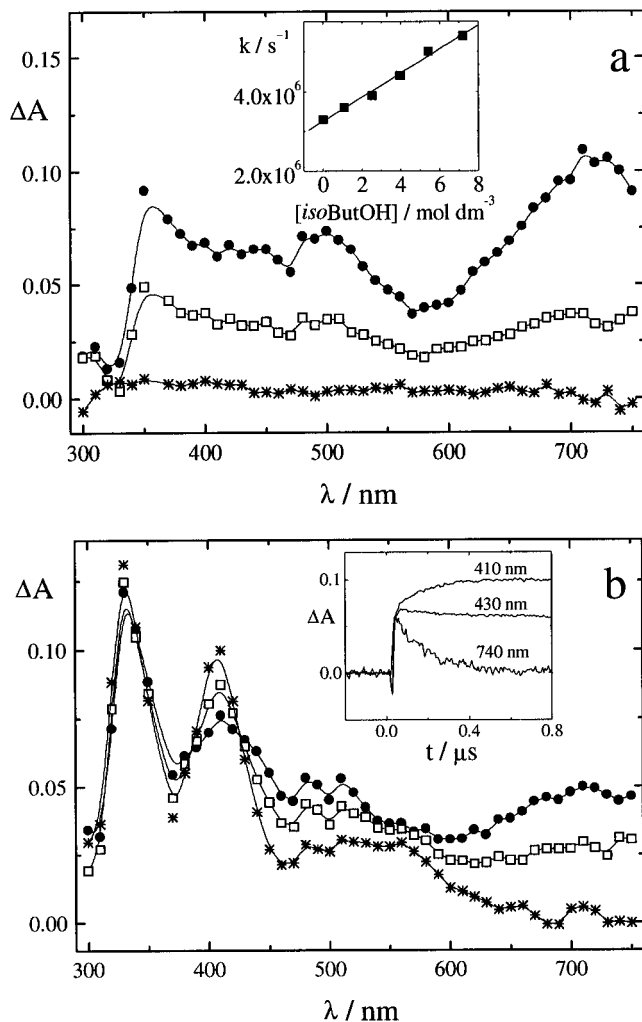 a
0.15
ΔA
0.10
0.05
0.00
300 400 500 600 700
λ / nm
k / s⁻¹
4.0x10⁶
2.0x10⁶
0 2 4 6 8
[isoButOH] / mol dm⁻³
b
ΔA
0.10
0.05
0.00
300 400 500 600 700
λ / nm
0.1
ΔA
0.0
410 nm
430 nm
740 nm
0.0 0.4 0.8
t / μs